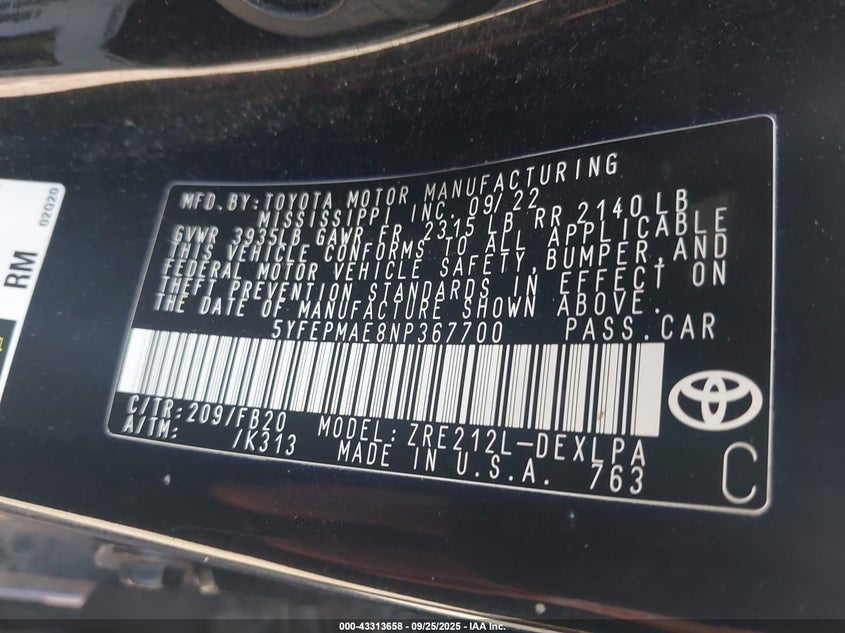 MFD. BY: TOYOTA MOTOR MANUFACTURING
MISSISSIPPI INC. 09/22
GVWR 3935LB GAWR FR 2315 LB RR 2140 LB
THIS VEHICLE CONFORMS TO ALL APPLICABLE
FEDERAL MOTOR VEHICLE SAFETY, BUMPER, AND
THEFT PREVENTION STANDARDS IN EFFECT ON
THE DATE OF MANUFACTURE SHOWN ABOVE.
5YFEPMAE8NP367700 PASS. CAR
C/TR: 209/FB20 MODEL: ZRE212L-DEXLPA
A/TM: /K313 MADE IN U.S.A. 763
C
02020
RM
000-43313658 - 09/25/2025 - IAA Inc.